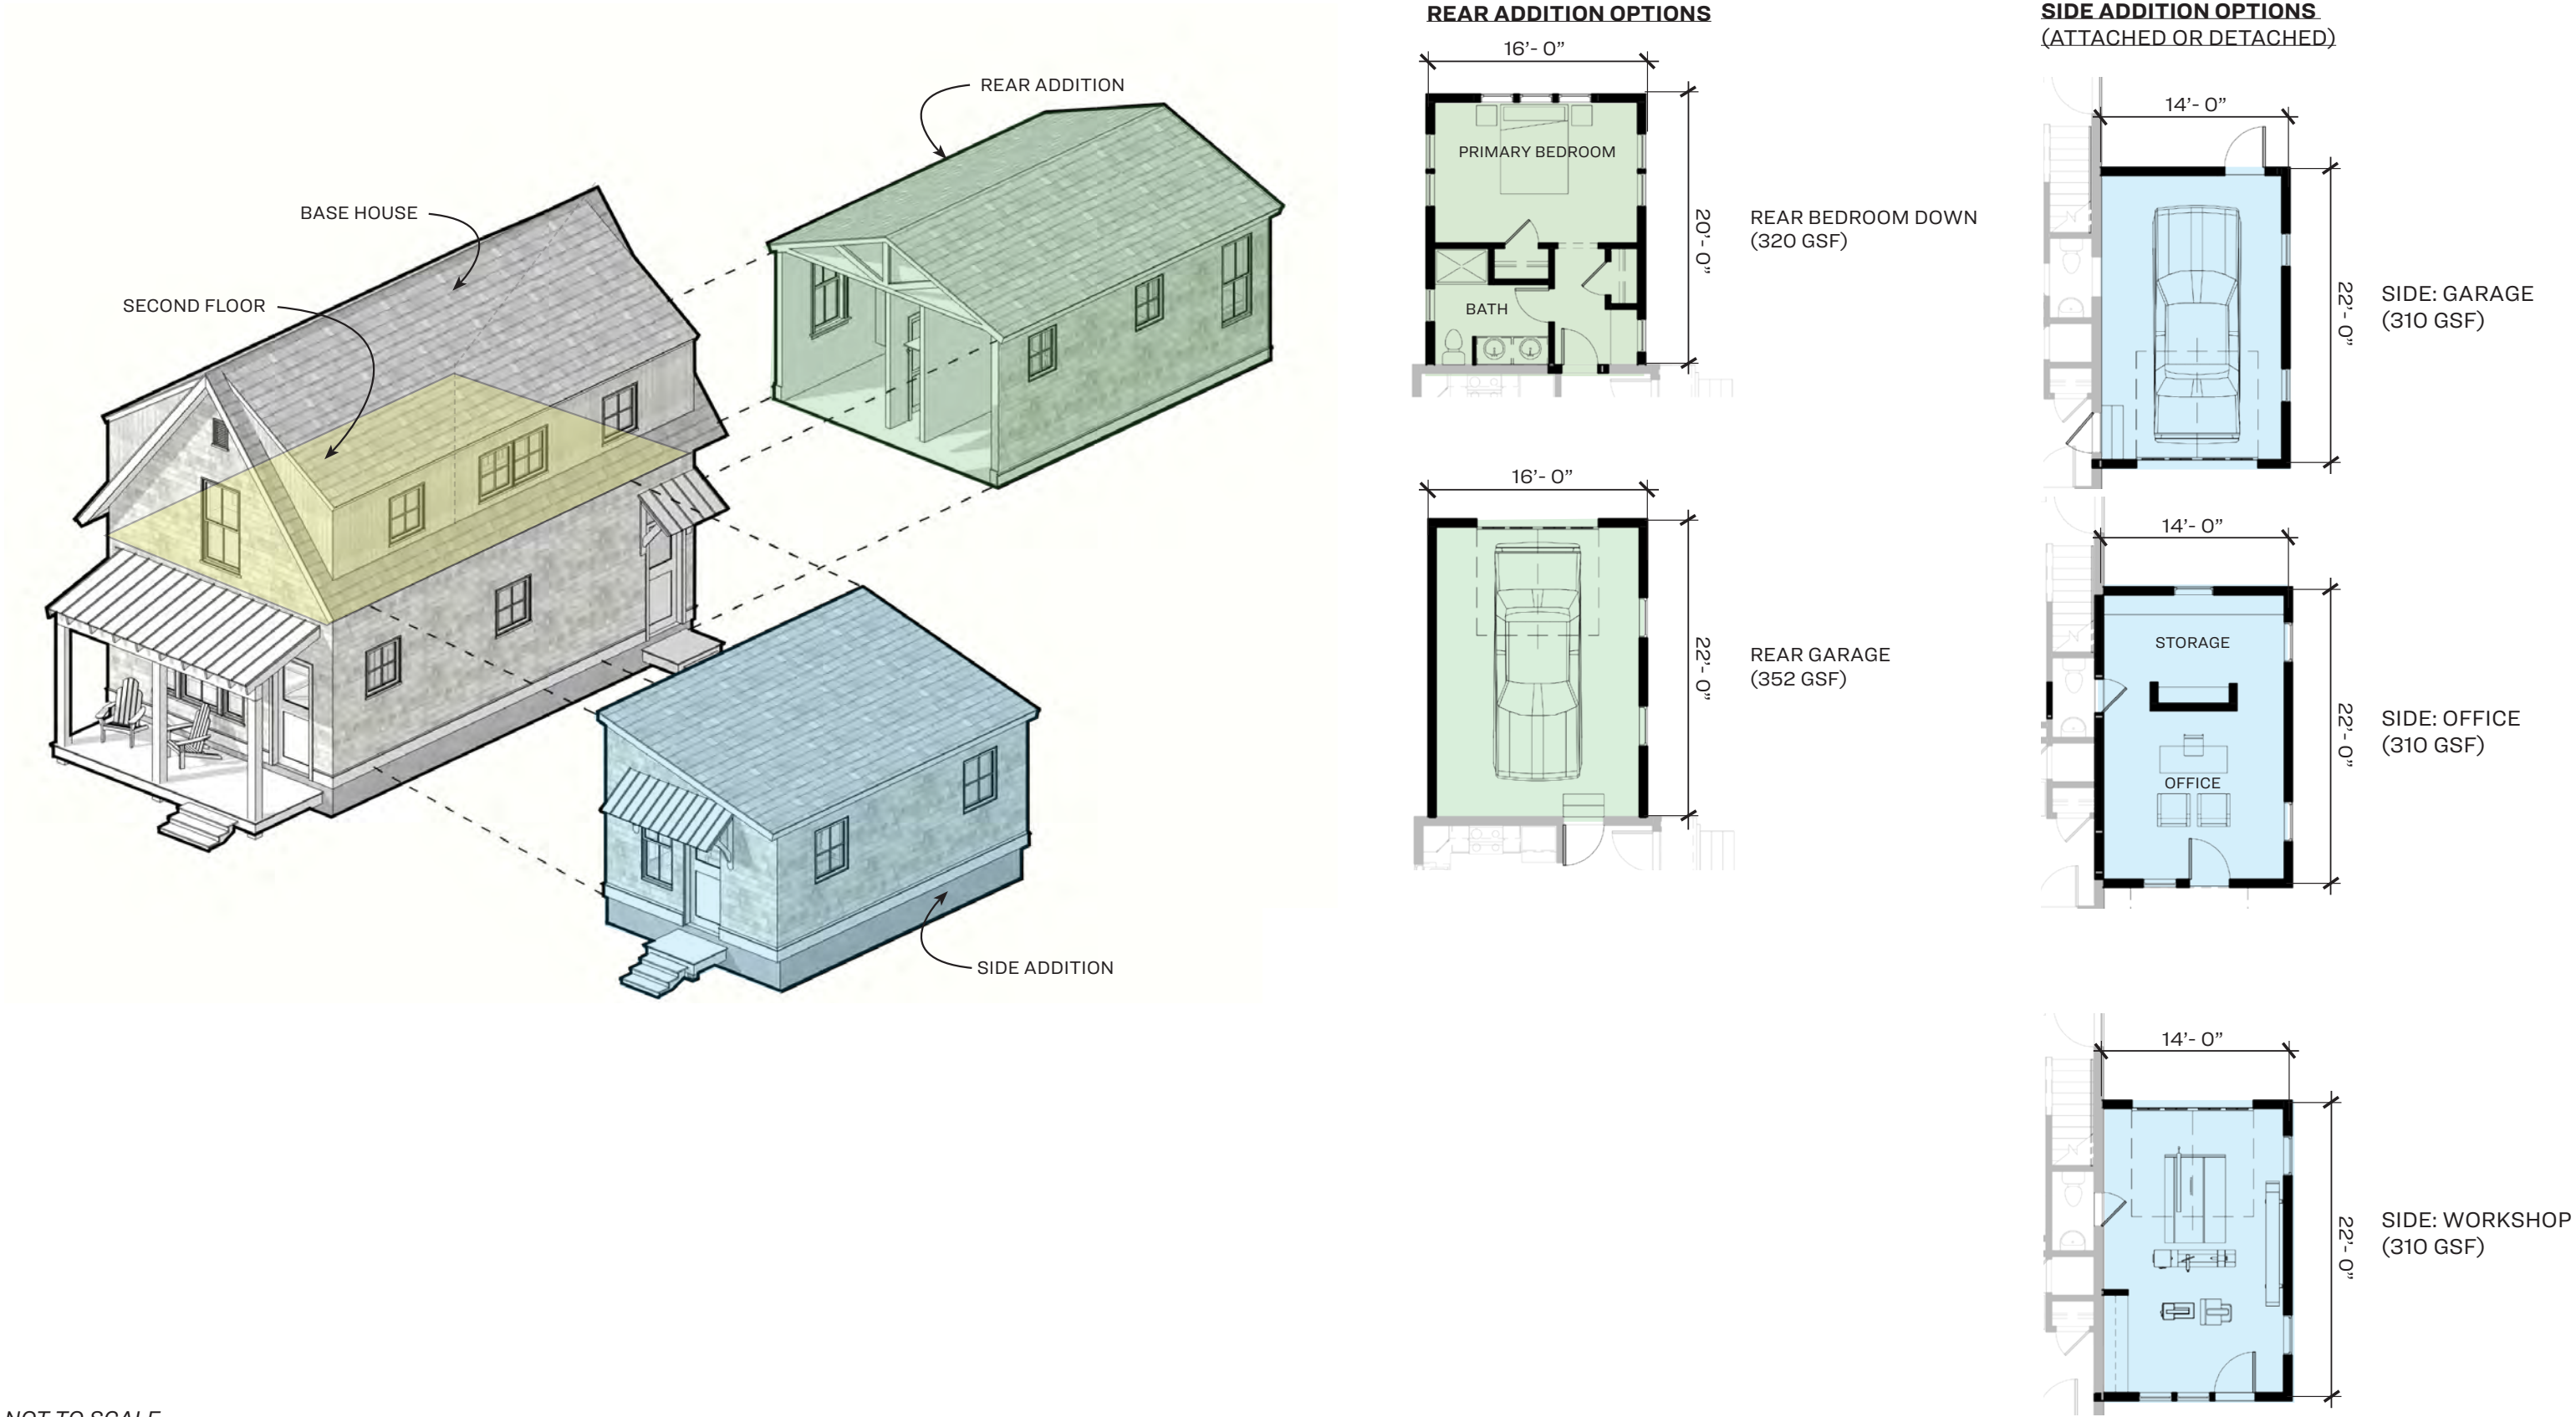 REAR ADDITION
BASE HOUSE
SECOND FLOOR
SIDE ADDITION
REAR ADDITION OPTIONS
16'- 0"
PRIMARY BEDROOM
BATH
20'- 0"
REAR BEDROOM DOWN
(320 GSF)
16'- 0"
22'- 0"
REAR GARAGE
(352 GSF)
SIDE ADDITION OPTIONS
(ATTACHED OR DETACHED)
14'- 0"
22'- 0"
SIDE: GARAGE
(310 GSF)
14'- 0"
STORAGE
OFFICE
22'- 0"
SIDE: OFFICE
(310 GSF)
14'- 0"
22'- 0"
SIDE: WORKSHOP
(310 GSF)
NOT TO SCALE